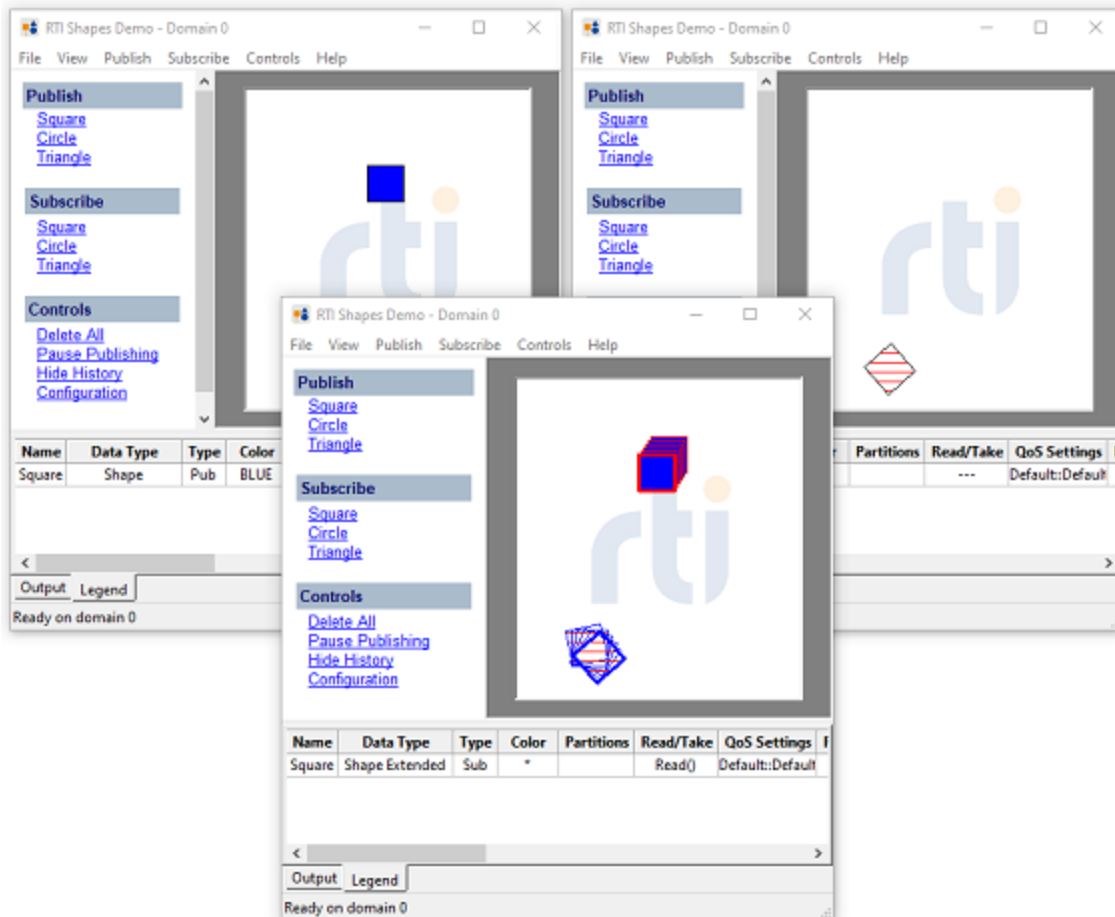 RTI Shapes Demo - Domain 0
File View Publish Subscribe Controls Help
Publish
Square
Circle
Triangle
Subscribe
Square
Circle
Triangle
Controls
Delete All
Pause Publishing
Hide History
Configuration
rti
Name Data Type Type Color
Square Shape Pub BLUE
Output Legend
Ready on domain 0
RTI Shapes Demo - Domain 0
File View Publish Subscribe Controls Help
Publish
Square
Circle
Triangle
Subscribe
Square
Circle
Triangle
rti
Partitions Read/Take QoS Settings
--- Default::Default
RTI Shapes Demo - Domain 0
File View Publish Subscribe Controls Help
Publish
Square
Circle
Triangle
Subscribe
Square
Circle
Triangle
Controls
Delete All
Pause Publishing
Hide History
Configuration
rti
Name Data Type Type Color Partitions Read/Take QoS Settings
Square Shape Extended Sub * Read() Default::Default
Output Legend
Ready on domain 0